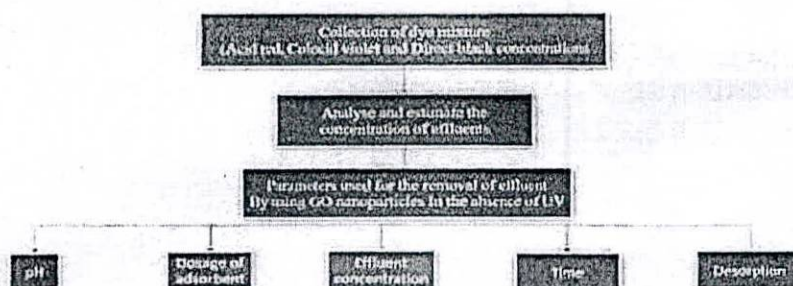 Collection of dye mixture
(Acid red, Colocid violet and Direct black concentrations
Analyse and estimate the
concentration of effluents
Parameters used for the removal of effluent
By using GO nanoparticles in the absence of UV
pH
Dosage of
adsorbent
Effluent
concentration
Time
Desorption